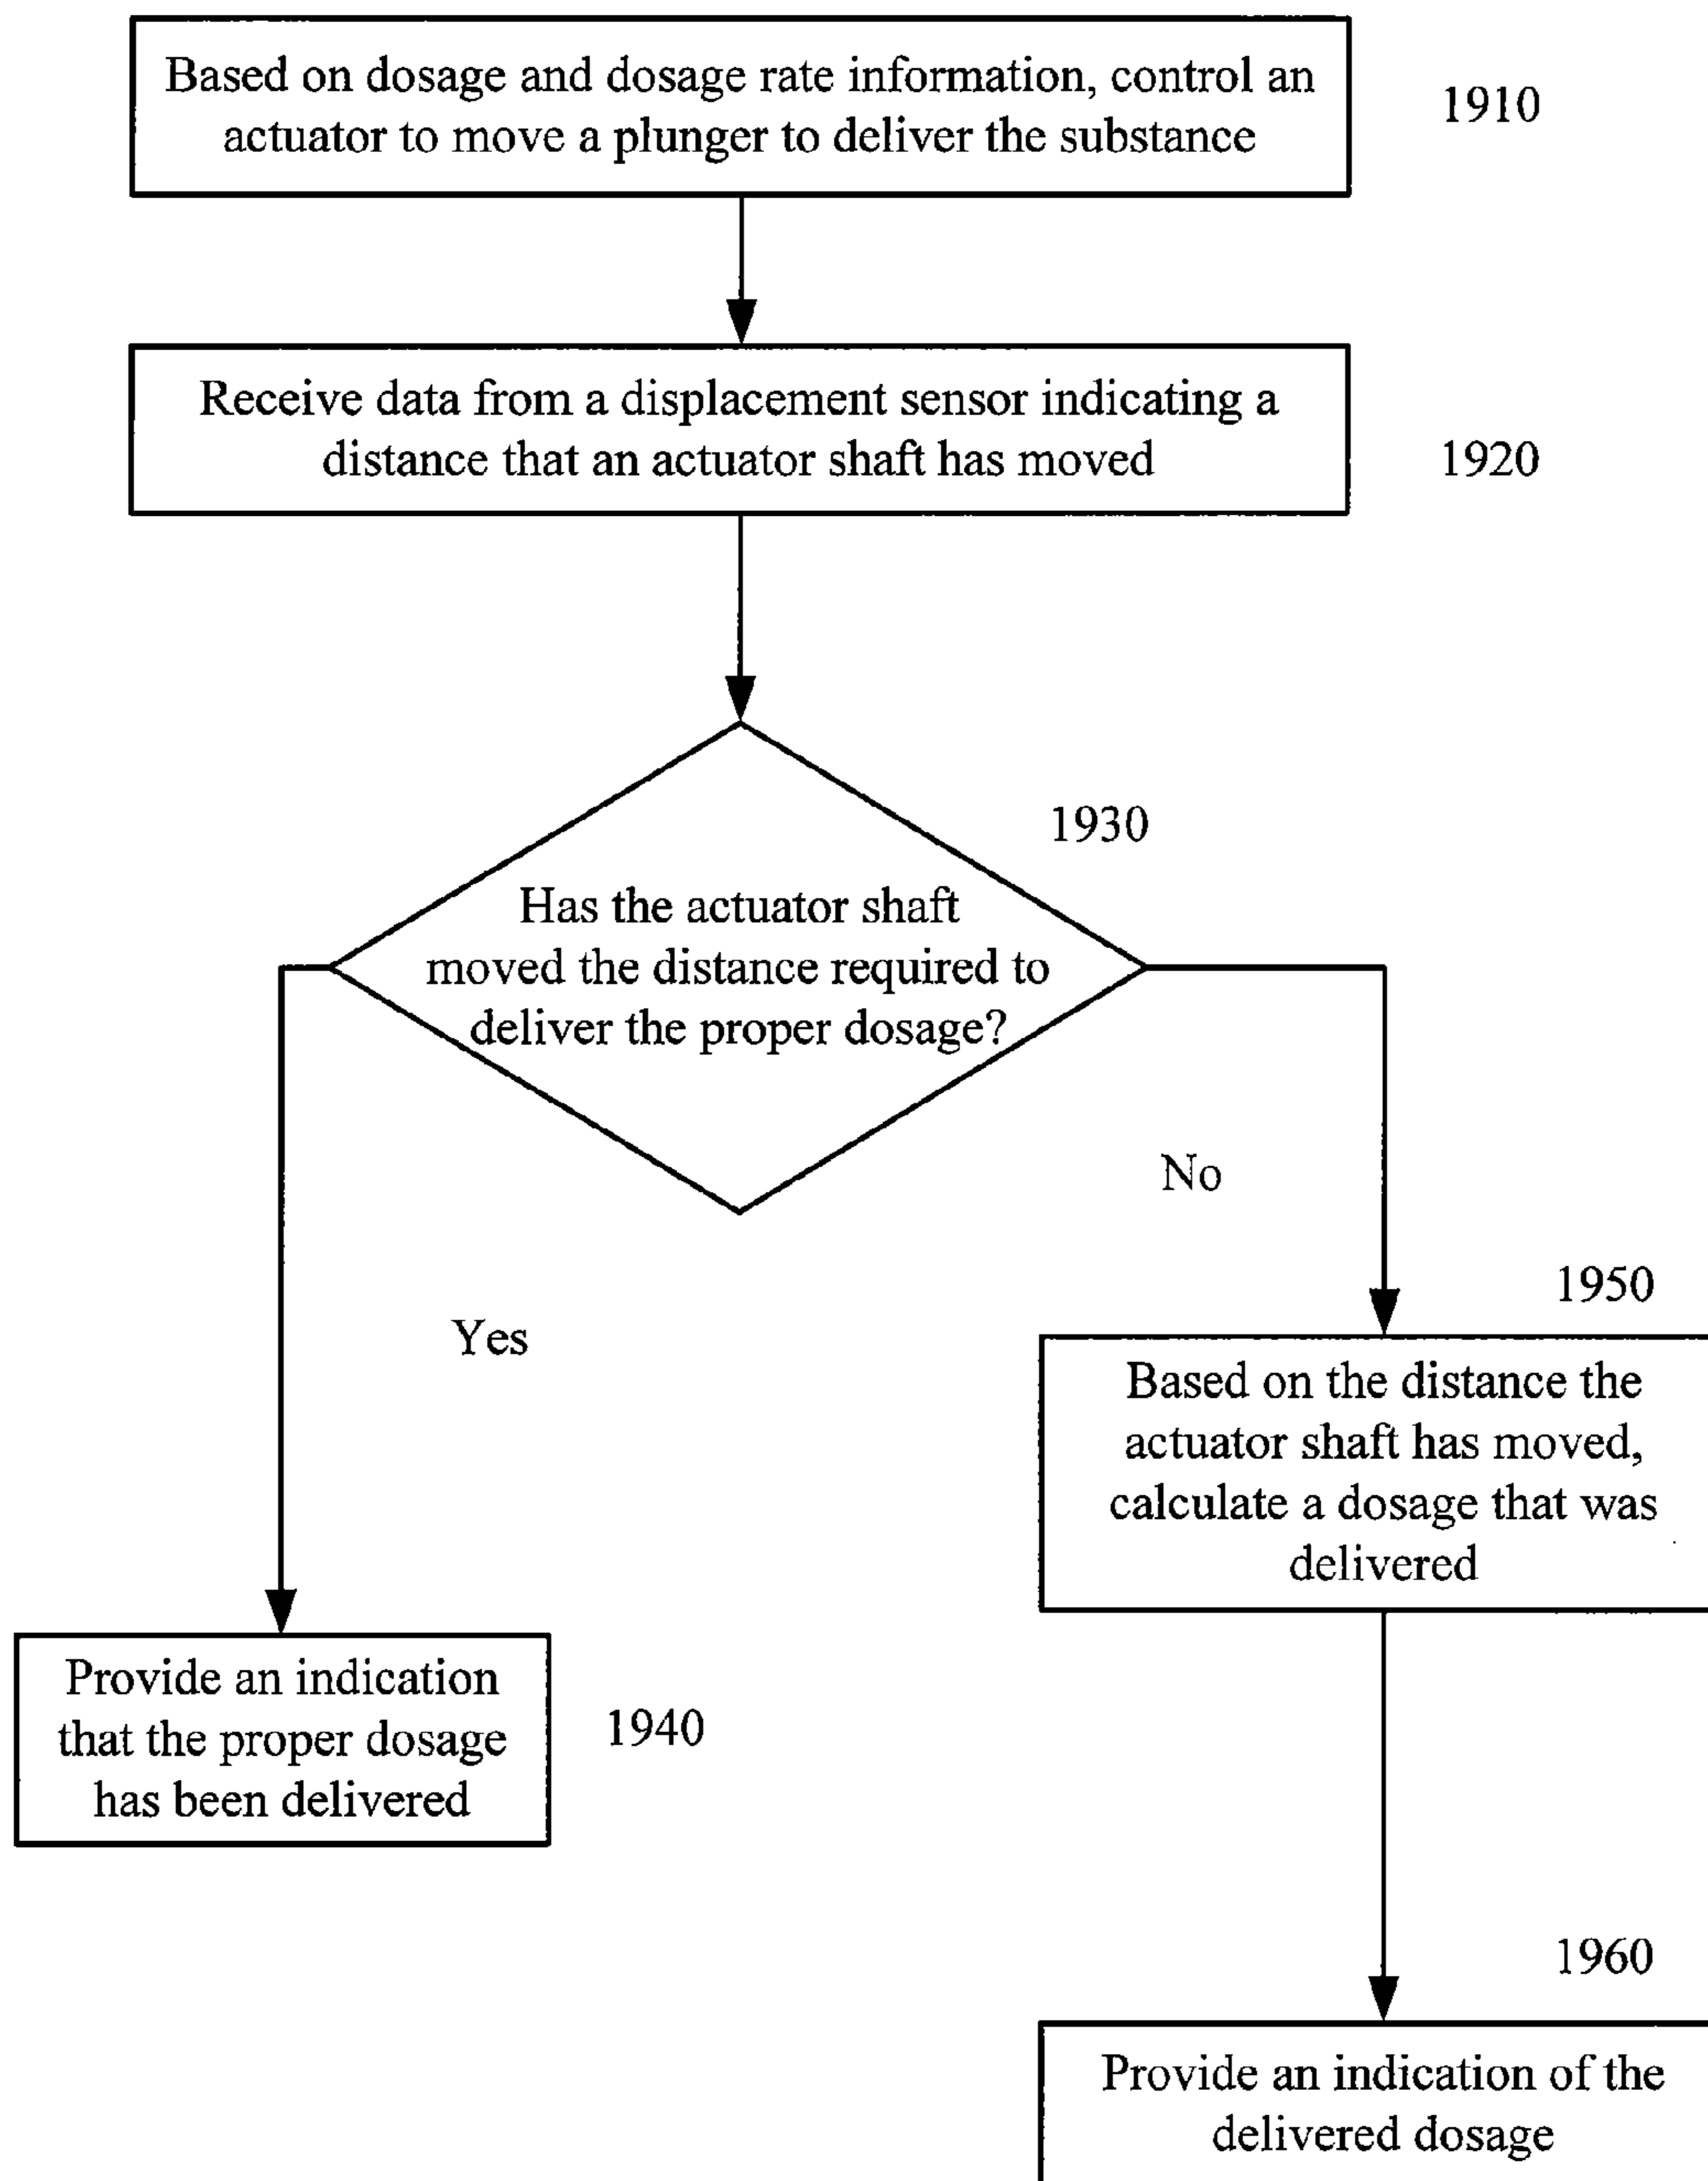 Based on dosage and dosage rate information, control an
actuator to move a plunger to deliver the substance
1910
Receive data from a displacement sensor indicating a
distance that an actuator shaft has moved
1920
1930
Has the actuator shaft
moved the distance required to
deliver the proper dosage?
No
Yes
1950
Based on the distance the
actuator shaft has moved,
calculate a dosage that was
delivered
Provide an indication
that the proper dosage
has been delivered
1940
1960
Provide an indication of the
delivered dosage